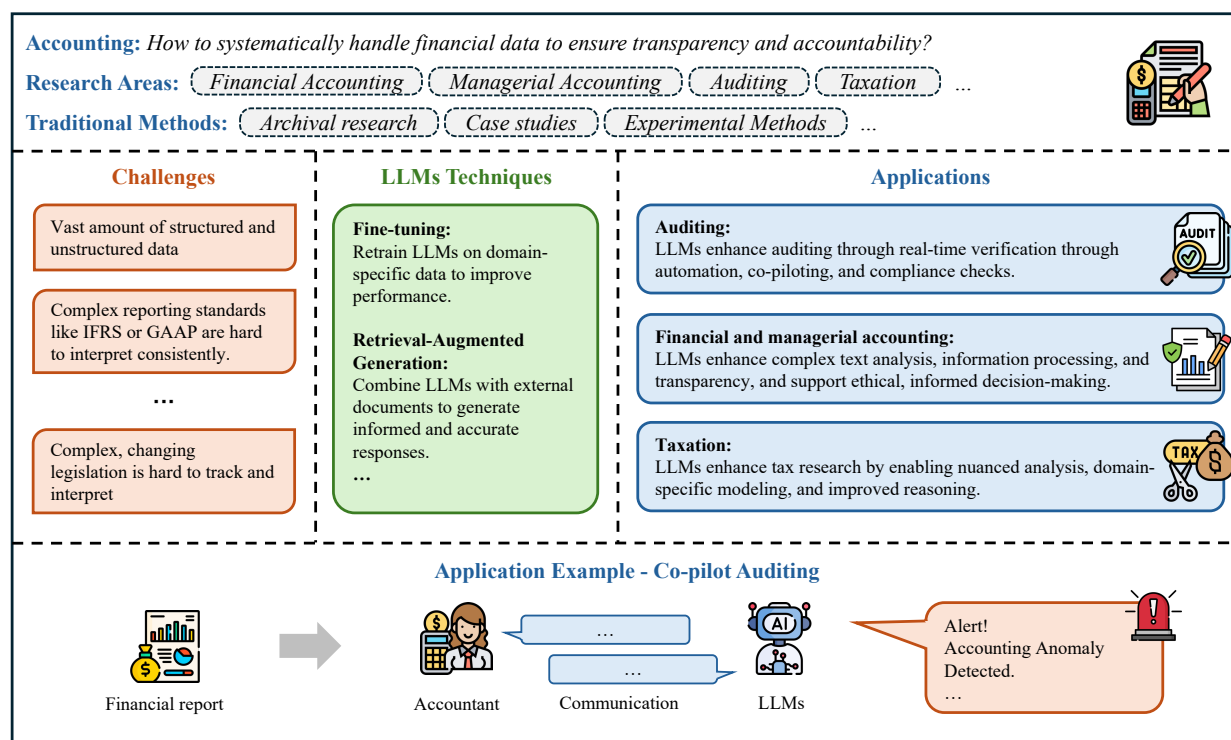 Accounting: How to systematically handle financial data to ensure transparency and accountability?
Research Areas: Financial Accounting Managerial Accounting Auditing Taxation ...
Traditional Methods: Archival research Case studies Experimental Methods ...
Challenges
Vast amount of structured and
unstructured data
Complex reporting standards
like IFRS or GAAP are hard
to interpret consistently.
...
Complex, changing
legislation is hard to track and
interpret
LLMs Techniques
Fine-tuning:
Retrain LLMs on domain-
specific data to improve
performance.
Retrieval-Augmented
Generation:
Combine LLMs with external
documents to generate
informed and accurate
responses.
...
Applications
Auditing:
LLMs enhance auditing through real-time verification through
automation, co-piloting, and compliance checks.
AUDIT
Financial and managerial accounting:
LLMs enhance complex text analysis, information processing, and
transparency, and support ethical, informed decision-making.
Taxation:
LLMs enhance tax research by enabling nuanced analysis, domain-
specific modeling, and improved reasoning.
TAX
Application Example - Co-pilot Auditing
Financial report
Accountant
...
...
Communication
AI
LLMs
Alert!
Accounting Anomaly
Detected.
...